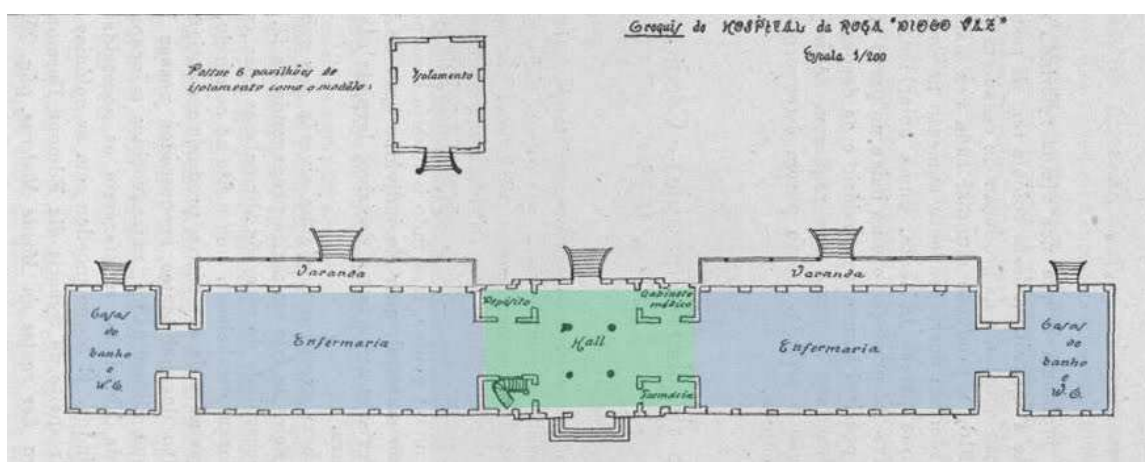 Croquis do HOSPITAL da ROÇA "DIOGO VAZ"
Escala 1/200
Possue 6 pavilhões de
isolamento como o modêlo:
Isolamento
Varanda
Varanda
Casas
de
banho
e
W.C.
Enfermaria
Depósito
Hall
Gabinete
médico
Farmácia
Enfermaria
Casas
de
banho
e
W.C.